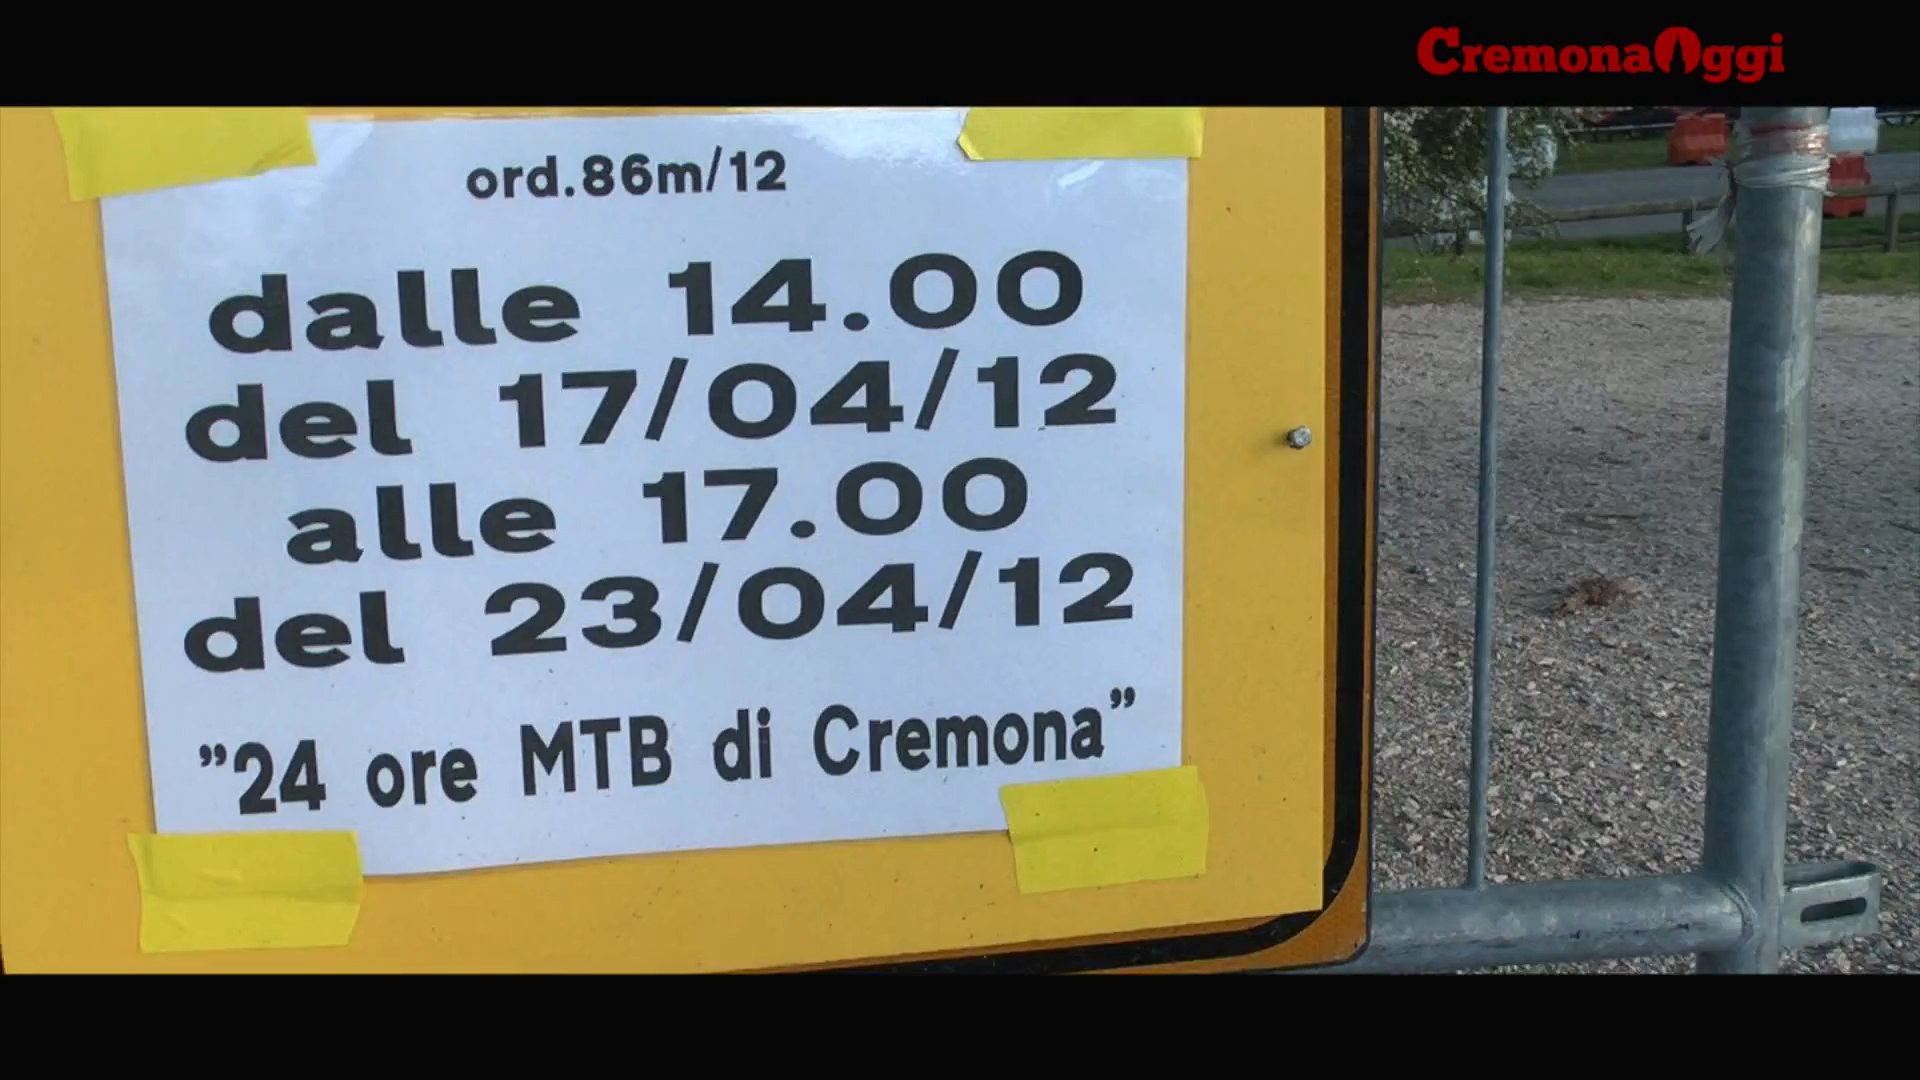 CremonaOggi
ord.86m/12
dalle 14.00
del 17/04/12
alle 17.00
del 23/04/12
”24 ore MTB di Cremona”